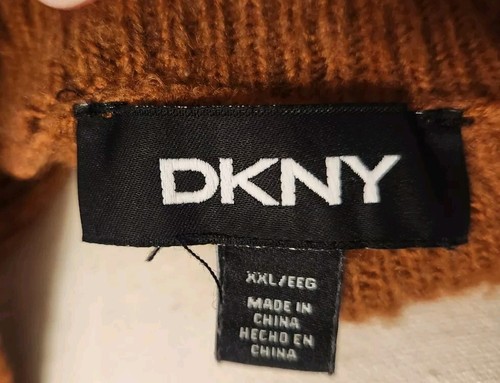 DKNY
XXL/EEG
MADE IN
CHINA
HECHO EN
CHINA